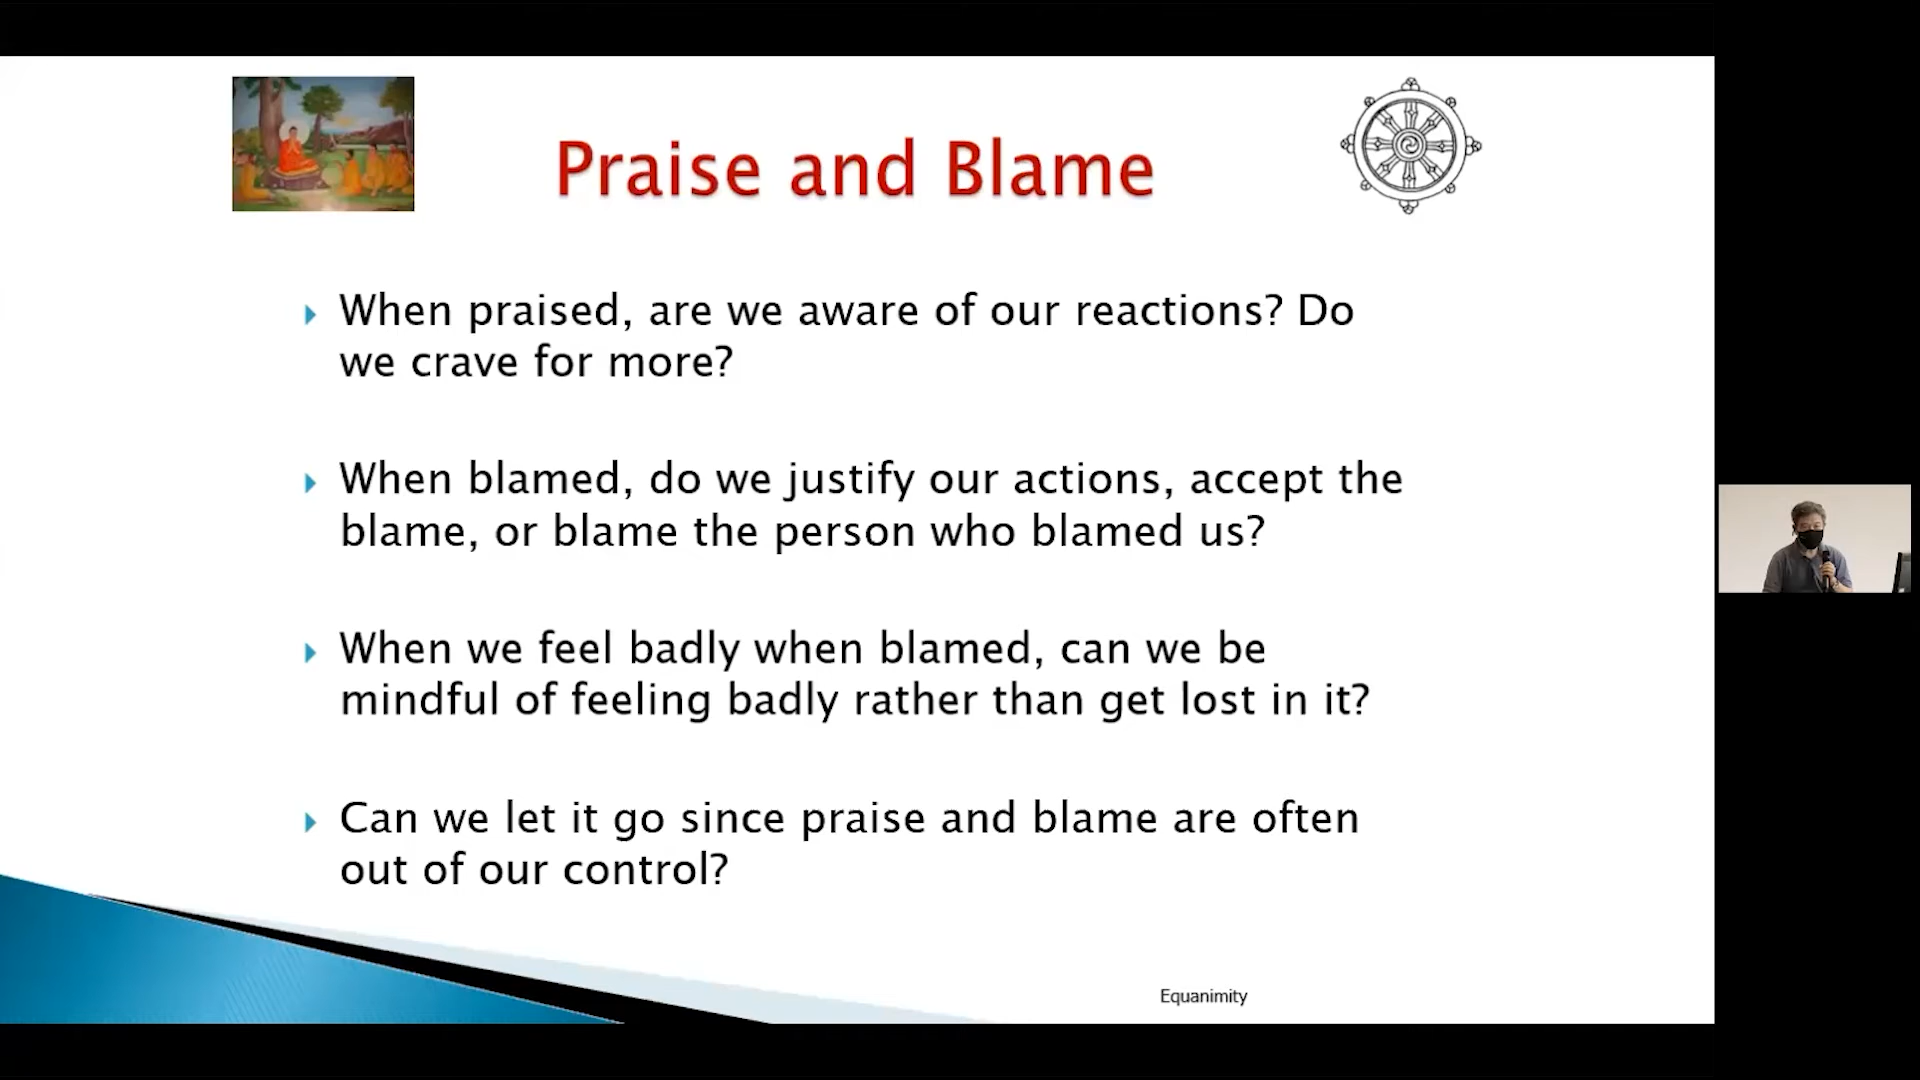 Praise and Blame
When praised, are we aware of our reactions? Do
we crave for more?
When blamed, do we justify our actions, accept the
blame, or blame the person who blamed us?
When we feel badly when blamed, can we be
mindful of feeling badly rather than get lost in it?
Can we let it go since praise and blame are often
out of our control?
Equanimity